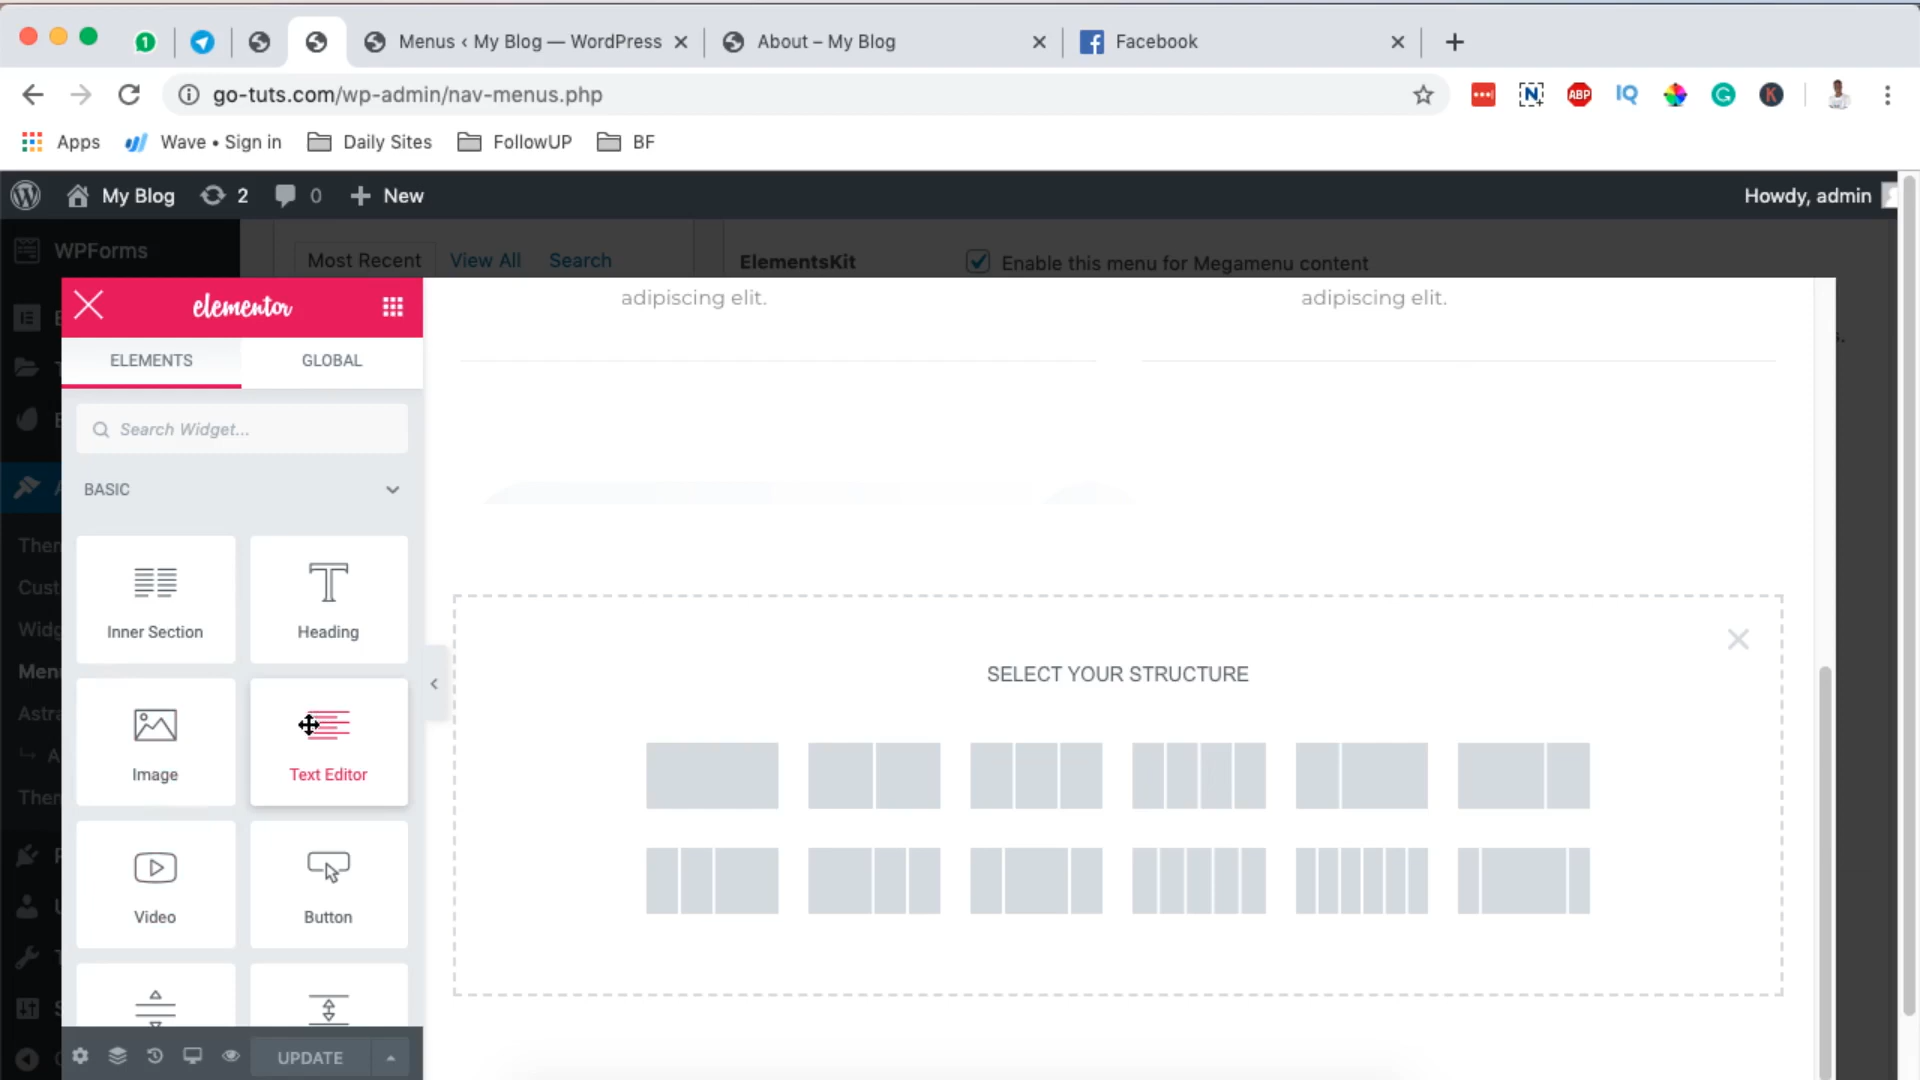 1
Menus ‹ My Blog — WordPress
About – My Blog
Facebook
go-tuts.com/wp-admin/nav-menus.php
ABP
IQ
Apps
Wave • Sign in
Daily Sites
FollowUP
BF
My Blog
2
0
New
Howdy, admin
WPForms
Most Recent
View All
Search
ElementsKit
Enable this menu for Megamenu content
elementor
adipiscing elit.
adipiscing elit.
ELEMENTS
GLOBAL
Search Widget...
BASIC
Inner Section
Heading
Image
Text Editor
Video
Button
SELECT YOUR STRUCTURE
UPDATE